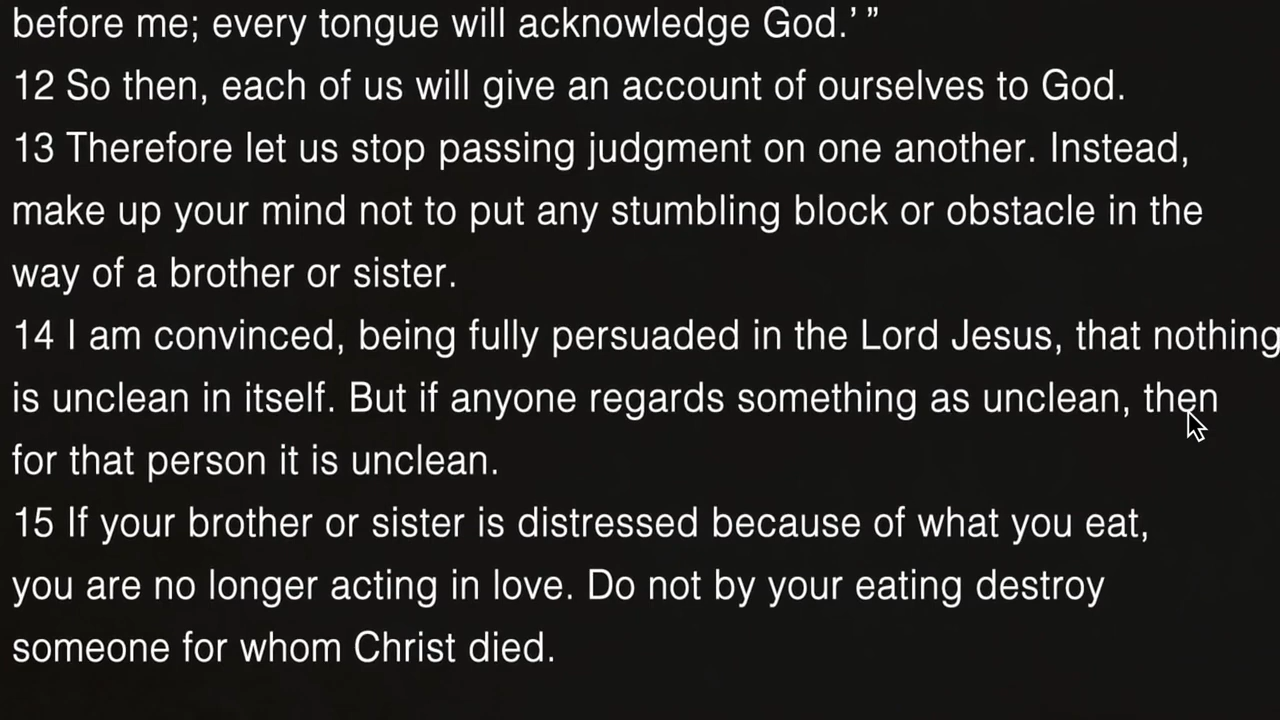 before me; every tongue will acknowledge God.’ ”
12 So then, each of us will give an account of ourselves to God.
13 Therefore let us stop passing judgment on one another. Instead,
make up your mind not to put any stumbling block or obstacle in the
way of a brother or sister.
14 I am convinced, being fully persuaded in the Lord Jesus, that nothing
is unclean in itself. But if anyone regards something as unclean, then
for that person it is unclean.
15 If your brother or sister is distressed because of what you eat,
you are no longer acting in love. Do not by your eating destroy
someone for whom Christ died.